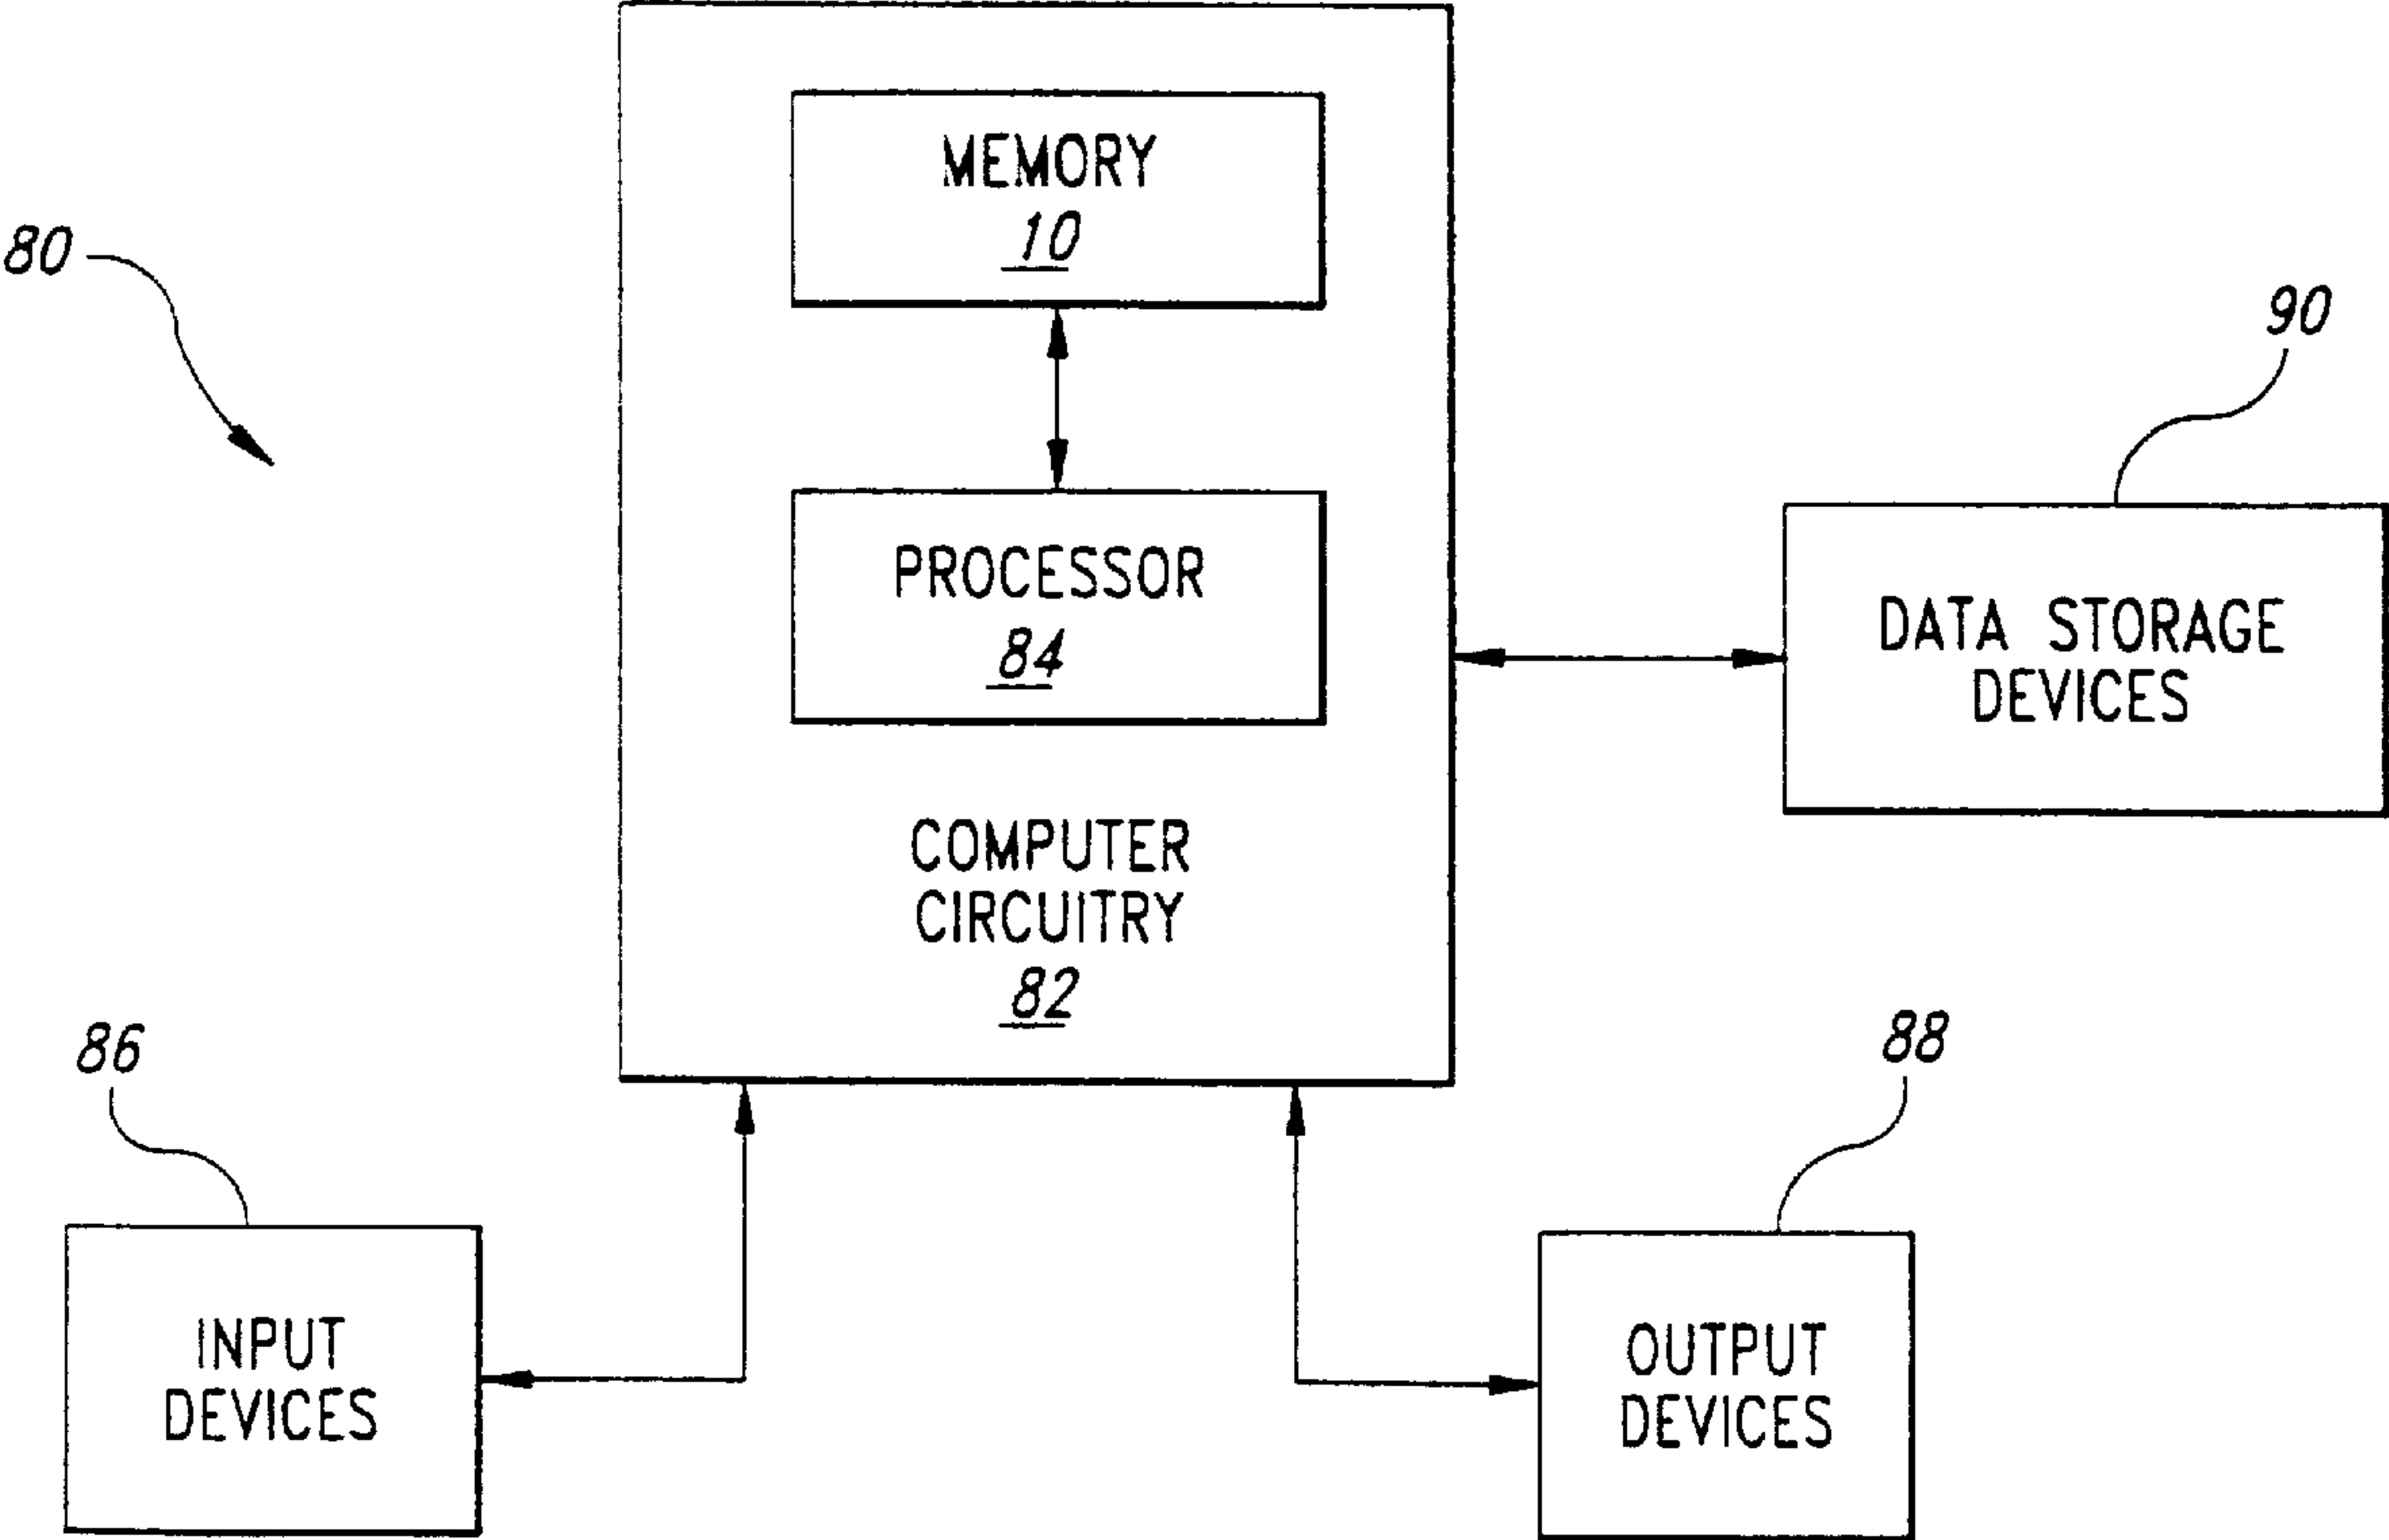 MEMORY
10
80
90
PROCESSOR
84
DATA STORAGE
DEVICES
COMPUTER
CIRCUITRY
82
86
88
INPUT
DEVICES
OUTPUT
DEVICES